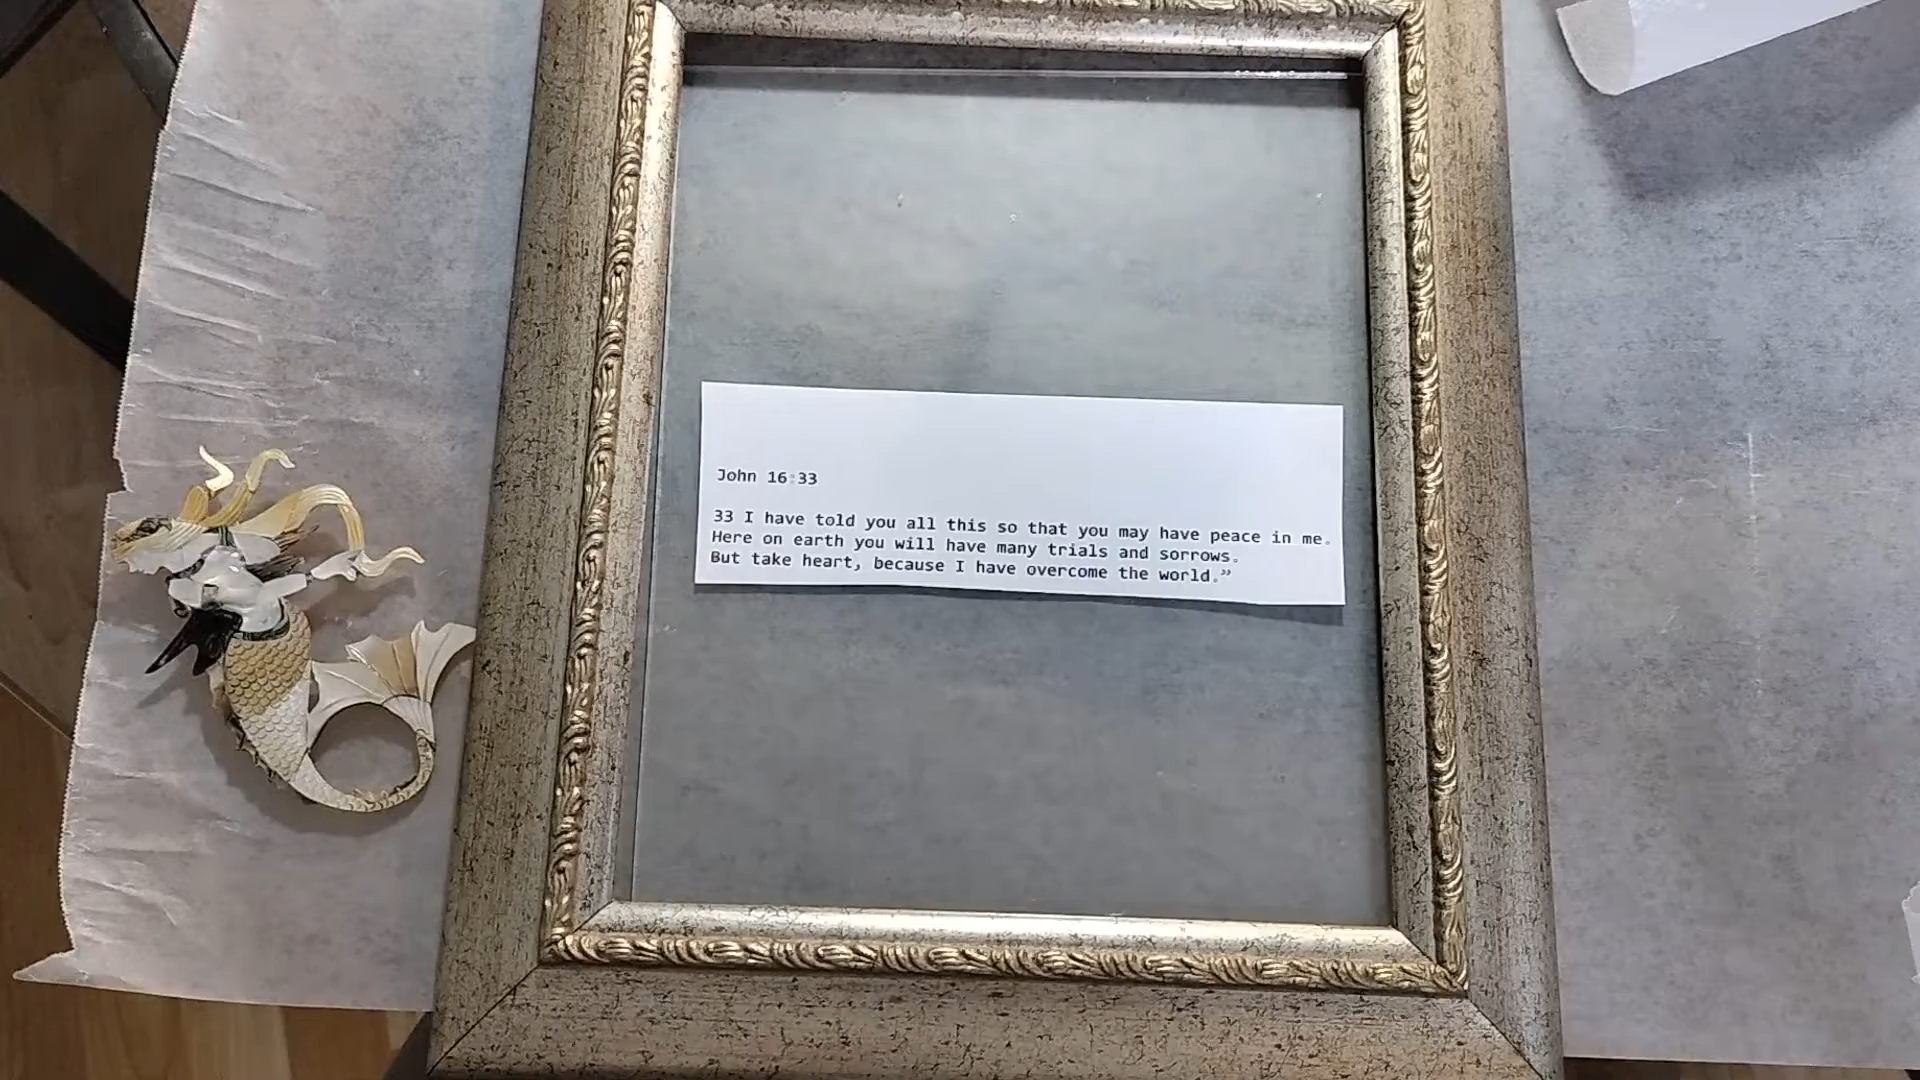 John 16:33
33 I have told you all this so that you may have peace in me.
Here on earth you will have many trials and sorrows.
But take heart, because I have overcome the world.”